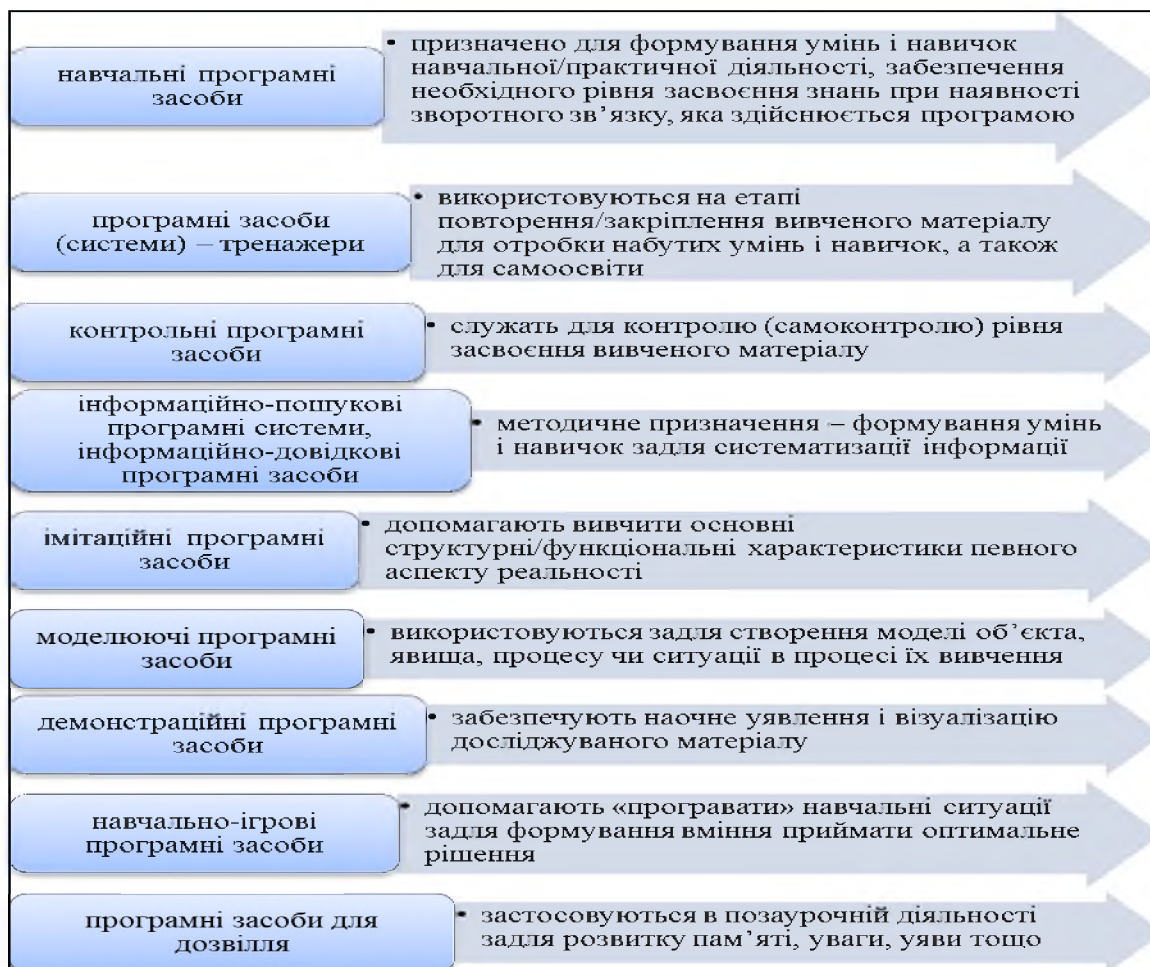 навчальні програмні
засоби
• призначено для формування умінь і навичок
навчальної/практичної діяльності, забезпечення
необхідного рівня засвоєння знань при наявності
зворотного зв’язку, яка здійснюється програмою
програмні засоби
(системи) – тренажери
• використовуються на етапі
повторення/закріплення вивченого матеріалу
для отробки набутих умінь і навичок, а також
для самоосвіти
контрольні програмні
засоби
• служать для контролю (самоконтролю) рівня
засвоєння вивченого матеріалу
інформаційно-пошукові
програмні системи,
інформаційно-довідкові
програмні засоби
• методичне призначення – формування умінь
і навичок задля систематизації інформації
імітаційні програмні
засоби
• допомагають вивчити основні
структурні/функціональні характеристики певного
аспекту реальності
моделюючі програмні
засоби
• використовуються задля створення моделі об’єкта,
явища, процесу чи ситуації в процесі їх вивчення
демонстраційні програмні
засоби
• забезпечують наочне уявлення і візуалізацію
досліджуваного матеріалу
навчально-ігрові
програмні засоби
• допомагають «програвати» навчальні ситуації
задля формування вміння приймати оптимальне
рішення
програмні засоби для
дозвілля
• застосовуються в позаурочній діяльності
задля розвитку пам’яті, уваги, уяви тощо